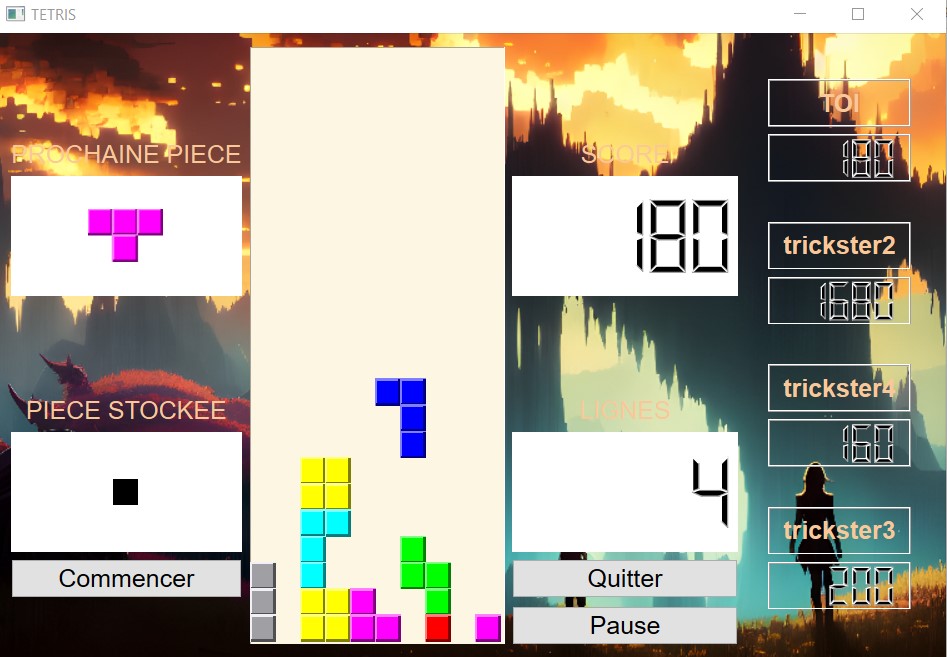 TETRIS
PROCHAINE PIECE
PIECE STOCKEE
Commencer
SCORE
180
LIGNES
4
Quitter
Pause
TOI
180
trickster2
1680
trickster4
160
trickster3
200